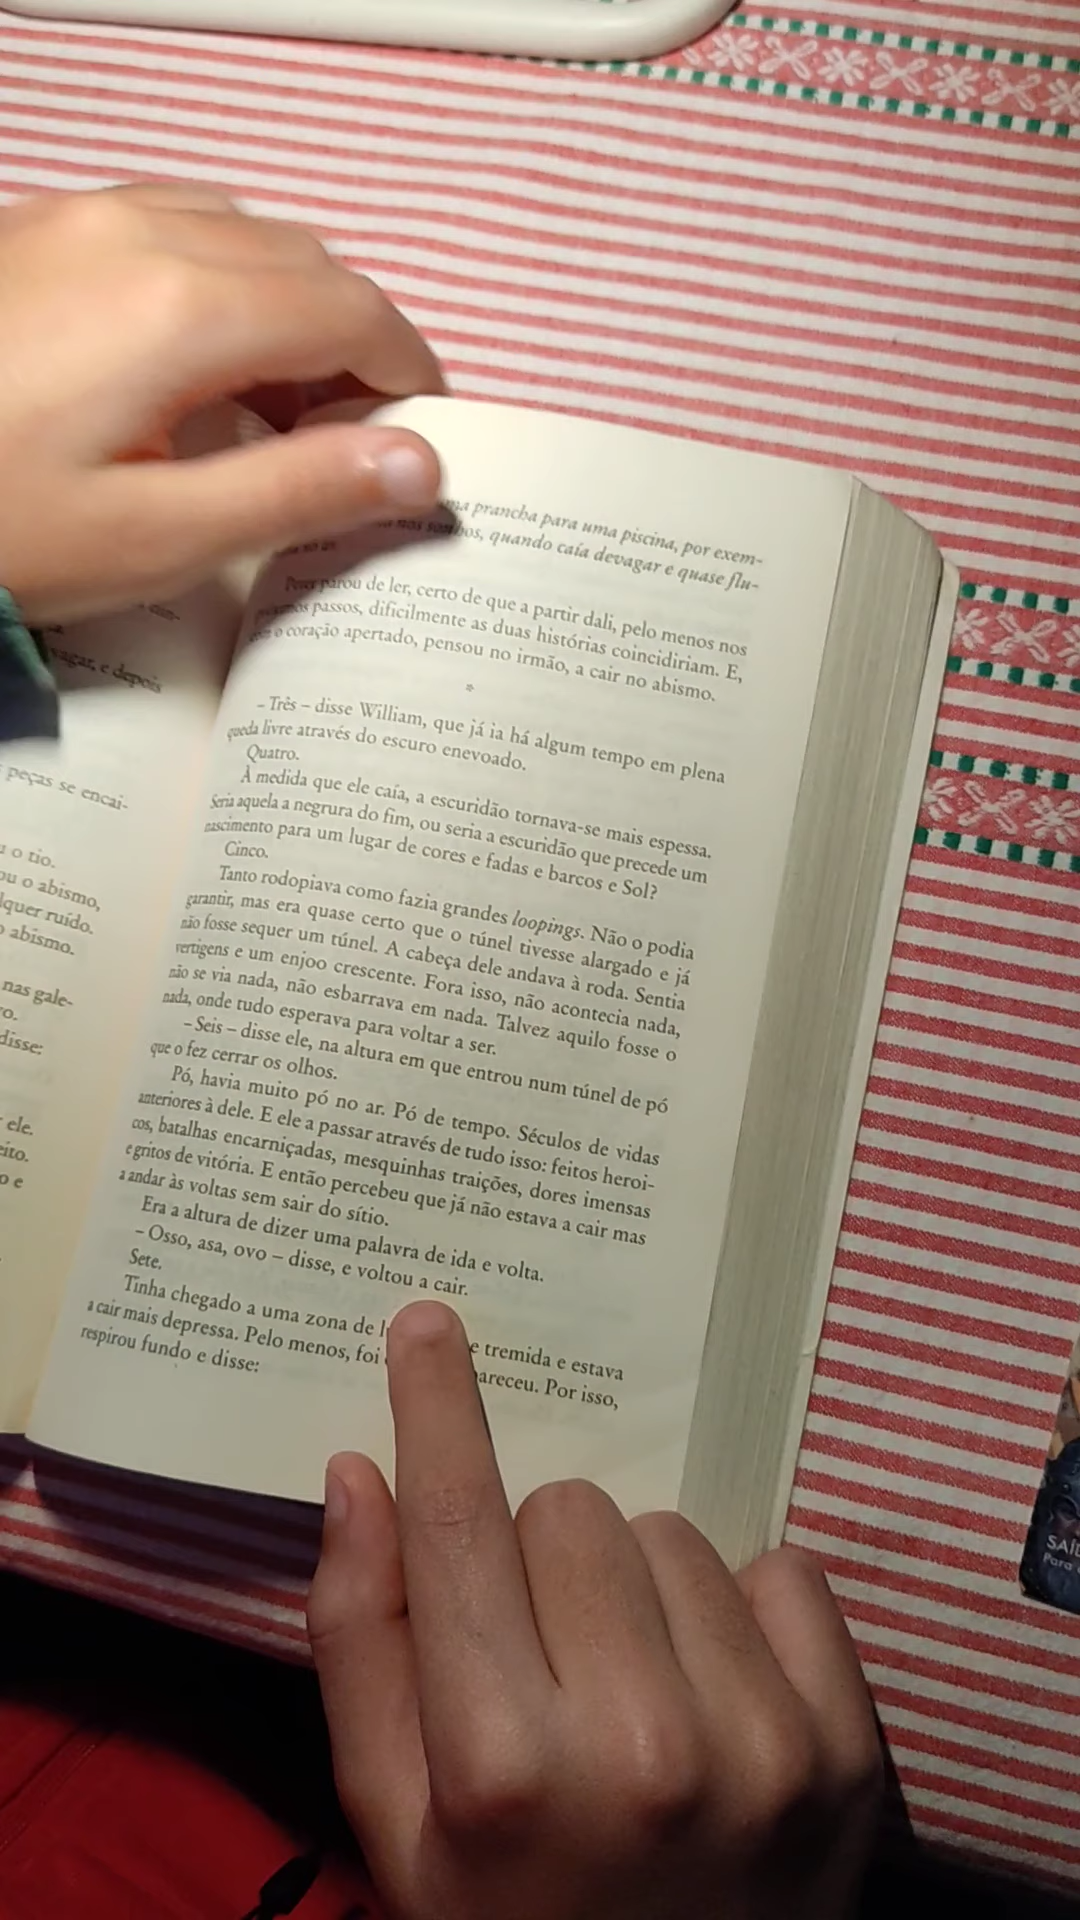 vagar, e depois
peças se encai-
u o tio.
ou o abismo,
lquer ruído.
o abismo.
nas gale-
ro.
disse:
ele.
eito.
o e
ma prancha para uma piscina, por exem-
nos sonhos, quando caía devagar e quase flu-
Peter parou de ler, certo de que a partir dali, pelo menos nos
próximos passos, dificilmente as duas histórias coincidiriam. E,
com o coração apertado, pensou no irmão, a cair no abismo.
*
– Três – disse William, que já ia há algum tempo em plena
queda livre através do escuro enevoado.
Quatro.
À medida que ele caía, a escuridão tornava-se mais espessa.
Seria aquela a negrura do fim, ou seria a escuridão que precede um
nascimento para um lugar de cores e fadas e barcos e Sol?
Cinco.
Tanto rodopiava como fazia grandes loopings. Não o podia
garantir, mas era quase certo que o túnel tivesse alargado e já
não fosse sequer um túnel. A cabeça dele andava à roda. Sentia
vertigens e um enjoo crescente. Fora isso, não acontecia nada,
não se via nada, não esbarrava em nada. Talvez aquilo fosse o
nada, onde tudo esperava para voltar a ser.
– Seis – disse ele, na altura em que entrou num túnel de pó
que o fez cerrar os olhos.
Pó, havia muito pó no ar. Pó de tempo. Séculos de vidas
anteriores à dele. E ele a passar através de tudo isso: feitos heroi-
cos, batalhas encarniçadas, mesquinhas traições, dores imensas
e gritos de vitória. E então percebeu que já não estava a cair mas
a andar às voltas sem sair do sítio.
Era a altura de dizer uma palavra de ida e volta.
– Osso, asa, ovo – disse, e voltou a cair.
Sete.
Tinha chegado a uma zona de l e tremida e estava
a cair mais depressa. Pelo menos, foi areceu. Por isso,
respirou fundo e disse:
SAÍ
Para